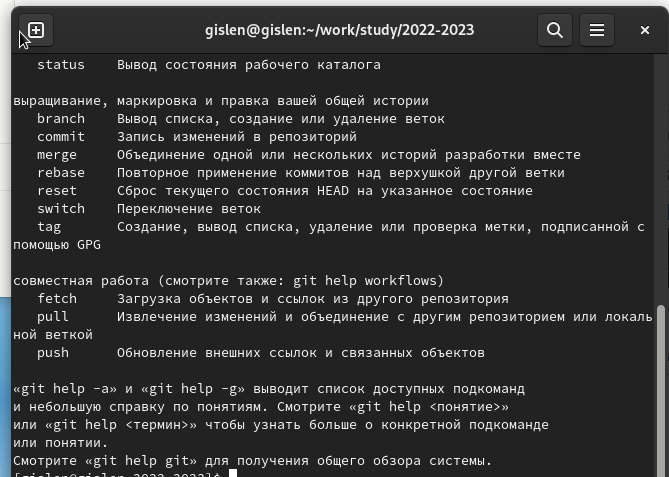 gislen@gislen:~/work/study/2022-2023
status Вывод состояния рабочего каталога
выращивание, маркировка и правка вашей общей истории
branch Вывод списка, создание или удаление веток
commit Запись изменений в репозиторий
merge Объединение одной или нескольких историй разработки вместе
rebase Повторное применение коммитов над верхушкой другой ветки
reset Сброс текущего состояния HEAD на указанное состояние
switch Переключение веток
tag Создание, вывод списка, удаление или проверка метки, подписанной с
помощью GPG
совместная работа (смотрите также: git help workflows)
fetch Загрузка объектов и ссылок из другого репозитория
pull Извлечение изменений и объединение с другим репозиторием или локаль
ной веткой
push Обновление внешних ссылок и связанных объектов
«git help -a» и «git help -g» выводит список доступных подкоманд
и небольшую справку по понятиям. Смотрите «git help <понятие>»
или «git help <термин>» чтобы узнать больше о конкретной подкоманде
или понятии.
Смотрите «git help git» для получения общего обзора системы.
[gislen@gislen 2022-2023]$